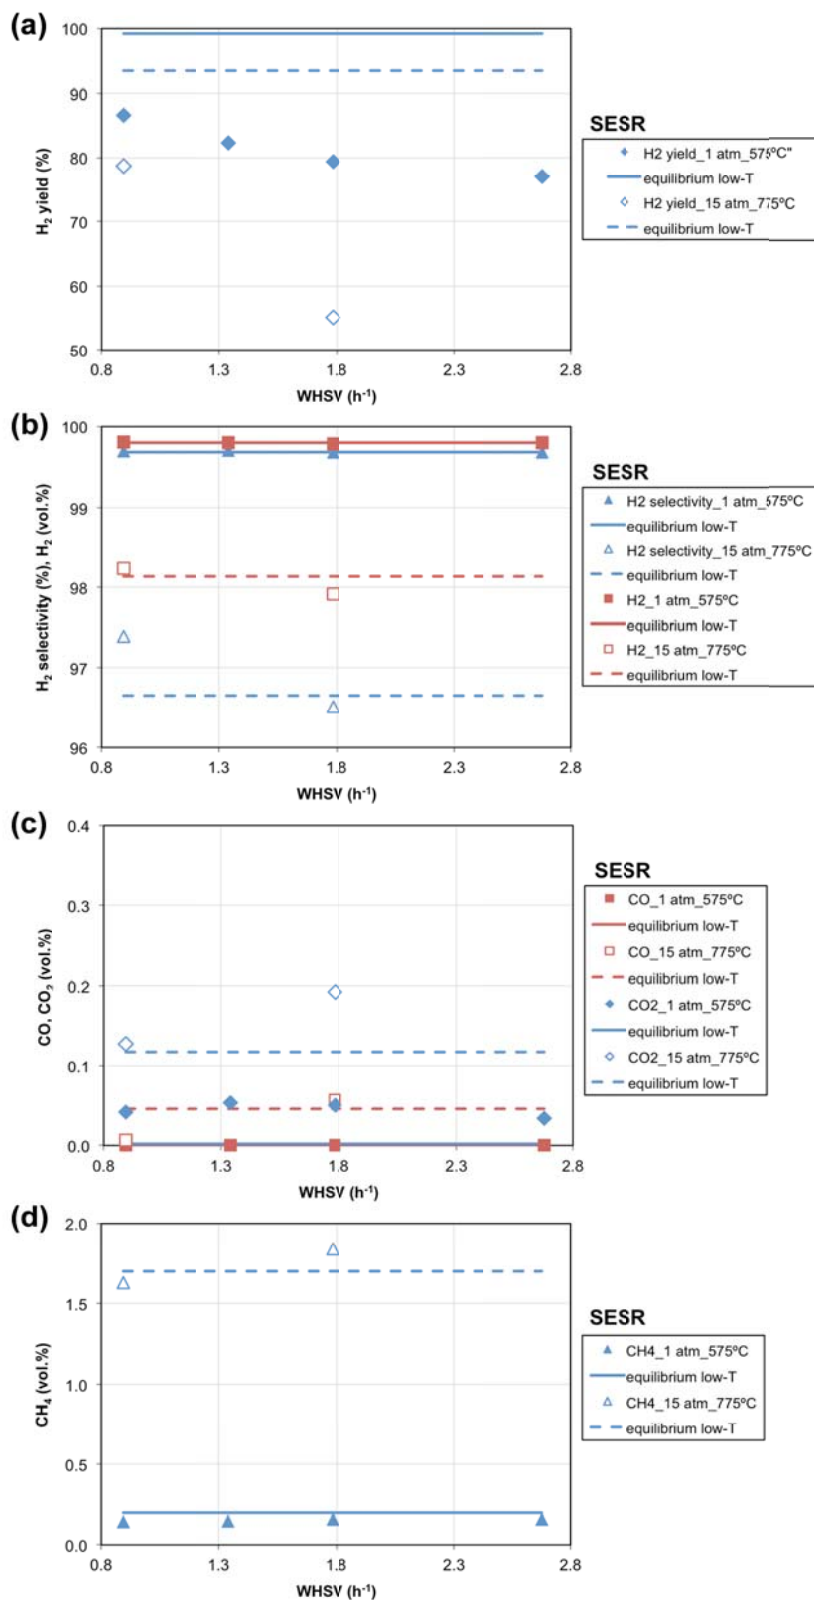 (a)
100
90
80
70
60
50
H2 yield (%)
0.8 1.3 1.8 2.3 2.8
WHSV (h-1)
SESR
H2 yield_1 atm_575ºC"
equilibrium low-T
H2 yield_15 atm_775ºC
equilibrium low-T
(b)
100
99
98
97
96
H2 selectivity (%), H2 (vol.%)
0.8 1.3 1.8 2.3 2.8
WHSV (h-1)
SESR
H2 selectivity_1 atm_575ºC
equilibrium low-T
H2 selectivity_15 atm_775ºC
equilibrium low-T
H2_1 atm_575ºC
equilibrium low-T
H2_15 atm_775ºC
equilibrium low-T
(c)
0.4
0.3
0.2
0.1
0.0
CO, CO2 (vol.%)
0.8 1.3 1.8 2.3 2.8
WHSV (h-1)
SESR
CO_1 atm_575ºC
equilibrium low-T
CO_15 atm_775ºC
equilibrium low-T
CO2_1 atm_575ºC
equilibrium low-T
CO2_15 atm_775ºC
equilibrium low-T
(d)
2.0
1.5
1.0
0.5
0.0
CH4 (vol.%)
0.8 1.3 1.8 2.3 2.8
WHSV (h-1)
SESR
CH4_1 atm_575ºC
equilibrium low-T
CH4_15 atm_775ºC
equilibrium low-T